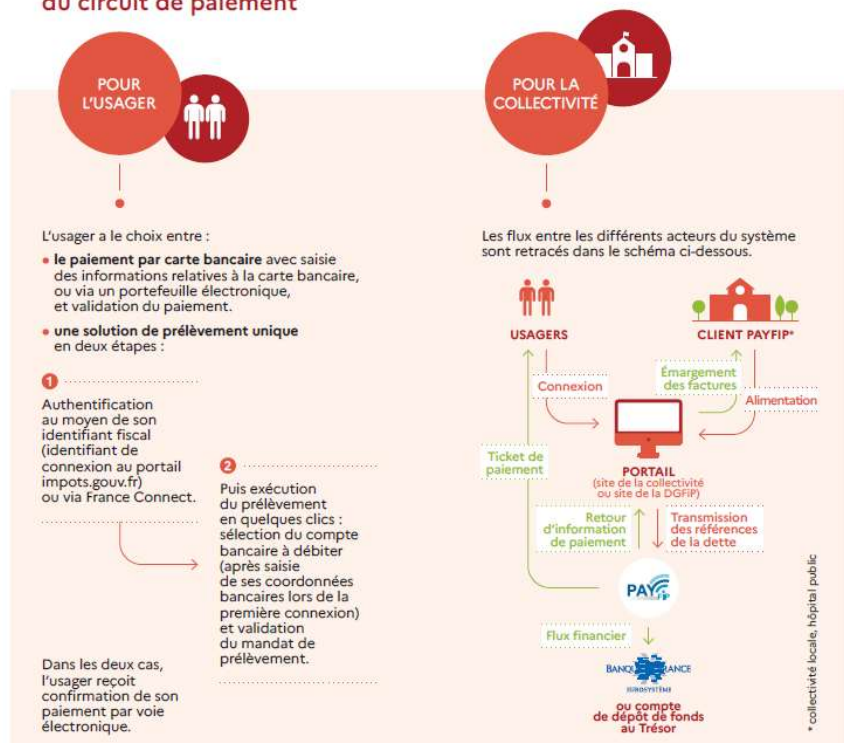 du circuit de paiement
POUR
L'USAGER
L'usager a le choix entre :
• le paiement par carte bancaire avec saisie
des informations relatives à la carte bancaire,
ou via un portefeuille électronique,
et validation du paiement.
• une solution de prélèvement unique
en deux étapes :
1
Authentification
au moyen de son
identifiant fiscal
(identifiant de
connexion au portail
impots.gouv.fr)
ou via France Connect.
2
Puis exécution
du prélèvement
en quelques clics :
sélection du compte
bancaire à débiter
(après saisie
de ses coordonnées
bancaires lors de la
première connexion)
et validation
du mandat de
prélèvement.
Dans les deux cas,
l'usager reçoit
confirmation de son
paiement par voie
électronique.
POUR LA
COLLECTIVITÉ
Les flux entre les différents acteurs du système
sont retracés dans le schéma ci-dessous.
USAGERS
CLIENT PAYFIP*
Connexion
Émargement
des factures
Alimentation
Ticket de
paiement
PORTAIL
(site de la collectivité
ou site de la DGFiP)
Retour
d'information
de paiement
Transmission
des références
de la dette
PAY
FiP
Flux financier
EUROSYSTÈME
ou compte
de dépôt de fonds
au Trésor
* collectivité locale, hôpital public